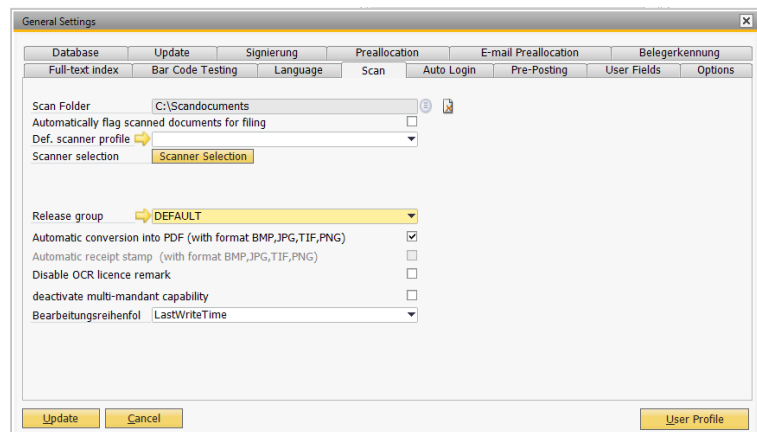 General Settings
Database Update Signierung Preallocation E-mail Preallocation Belegerkennung
Full-text index Bar Code Testing Language Scan Auto Login Pre-Posting User Fields Options
Scan Folder C:\Scandocuments
Automatically flag scanned documents for filing
Def. scanner profile
Scanner selection Scanner Selection
Release group DEFAULT
Automatic conversion into PDF (with format BMP,JPG,TIF,PNG)
Automatic receipt stamp (with format BMP,JPG,TIF,PNG)
Disable OCR licence remark
deactivate multi-mandant capability
Bearbeitungsreihenfol LastWriteTime
Update Cancel User Profile